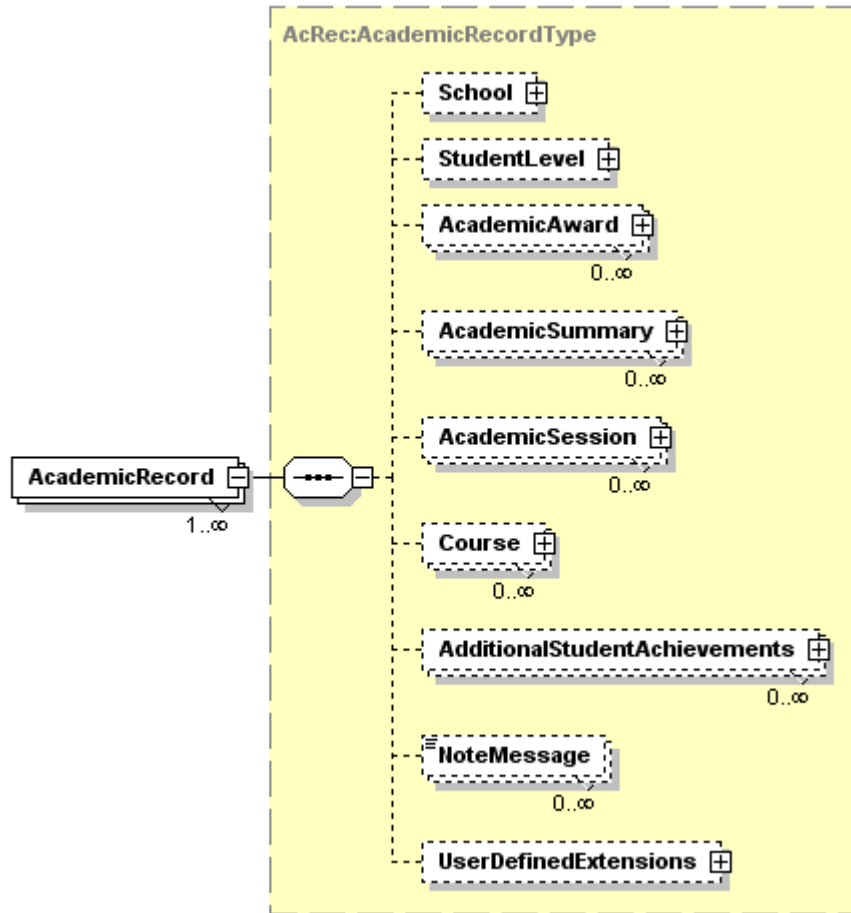 AcRec:AcademicRecordType
School
StudentLevel
AcademicAward
0..∞
AcademicSummary
0..∞
AcademicSession
0..∞
AcademicRecord
1..∞
Course
0..∞
AdditionalStudentAchievements
0..∞
NoteMessage
0..∞
UserDefinedExtensions